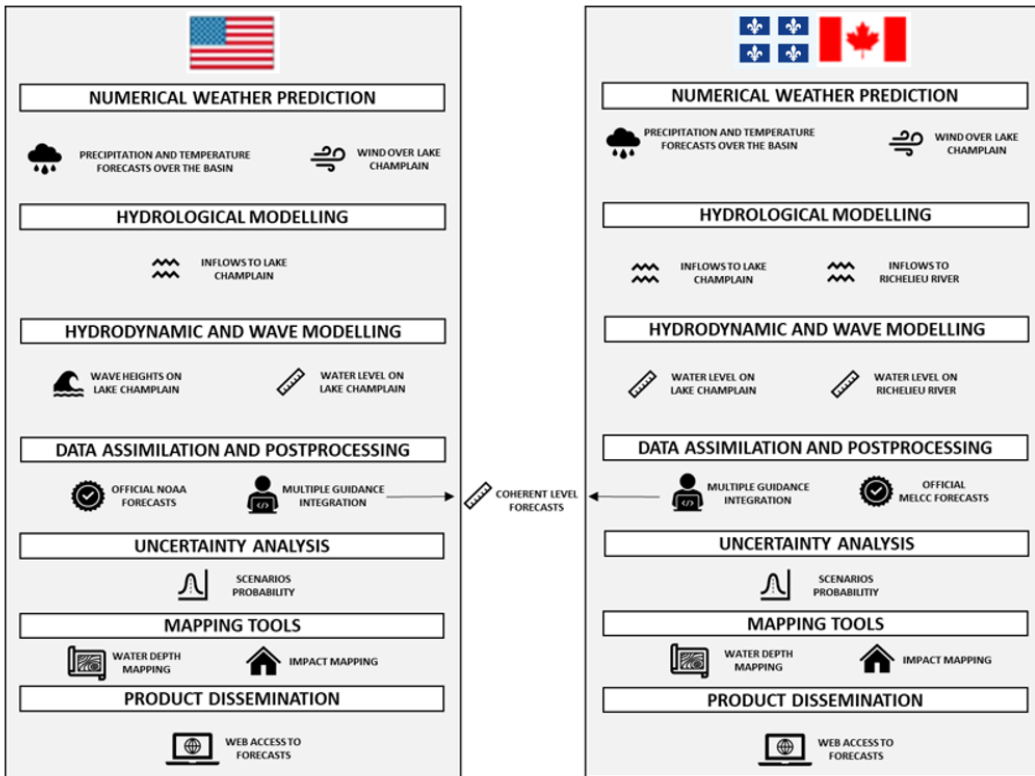 NUMERICAL WEATHER PREDICTION
PRECIPITATION AND TEMPERATURE
FORECASTS OVER THE BASIN
WIND OVER LAKE
CHAMPLAIN
HYDROLOGICAL MODELLING
INFLOWS TO LAKE
CHAMPLAIN
HYDRODYNAMIC AND WAVE MODELLING
WAVE HEIGHTS ON
LAKE CHAMPLAIN
WATER LEVEL ON
LAKE CHAMPLAIN
DATA ASSIMILATION AND POSTPROCESSING
OFFICIAL NOAA
FORECASTS
MULTIPLE GUIDANCE
INTEGRATION
UNCERTAINTY ANALYSIS
SCENARIOS
PROBABILITY
MAPPING TOOLS
WATER DEPTH
MAPPING
IMPACT MAPPING
PRODUCT DISSEMINATION
WEB ACCESS TO
FORECASTS
COHERENT LEVEL
FORECASTS
NUMERICAL WEATHER PREDICTION
PRECIPITATION AND TEMPERATURE
FORECASTS OVER THE BASIN
WIND OVER LAKE
CHAMPLAIN
HYDROLOGICAL MODELLING
INFLOWS TO LAKE
CHAMPLAIN
INFLOWS TO
RICHELIEU RIVER
HYDRODYNAMIC AND WAVE MODELLING
WATER LEVEL ON
LAKE CHAMPLAIN
WATER LEVEL ON
RICHELIEU RIVER
DATA ASSIMILATION AND POSTPROCESSING
MULTIPLE GUIDANCE
INTEGRATION
OFFICIAL
MELCC FORECASTS
UNCERTAINTY ANALYSIS
SCENARIOS
PROBABILITIY
MAPPING TOOLS
WATER DEPTH
MAPPING
IMPACT MAPPING
PRODUCT DISSEMINATION
WEB ACCESS TO
FORECASTS